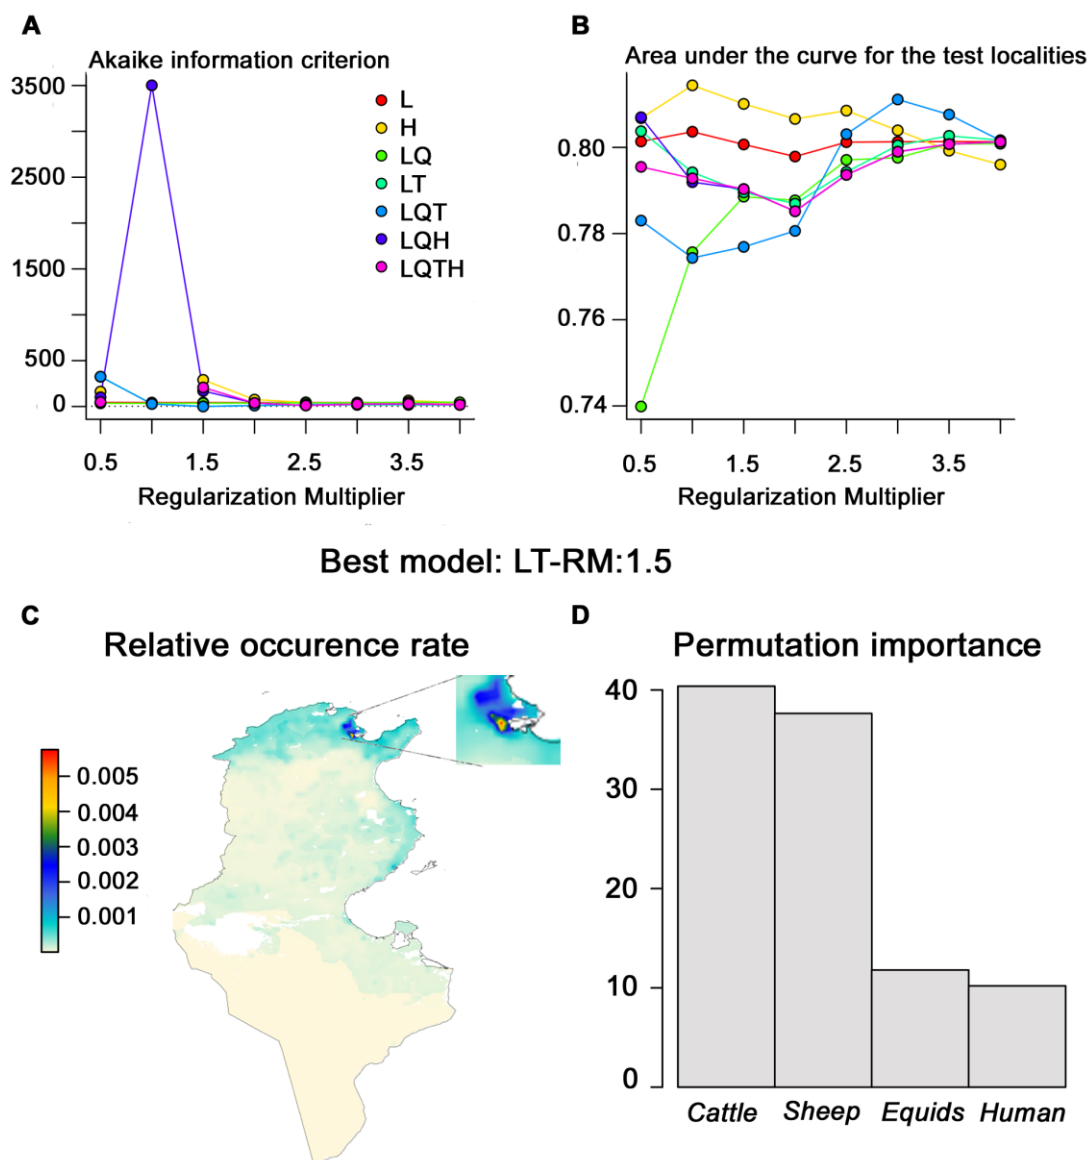 A
Akaike information criterion
3500
2500
1500
500
0
L
H
LQ
LT
LQT
LQH
LQTH
0.5 1.5 2.5 3.5
Regularization Multiplier
B
Area under the curve for the test localities
0.80
0.78
0.76
0.74
0.5 1.5 2.5 3.5
Regularization Multiplier
Best model: LT-RM:1.5
C
Relative occurence rate
0.005
0.004
0.003
0.002
0.001
D
Permutation importance
40
30
20
10
0
Cattle Sheep Equids Human